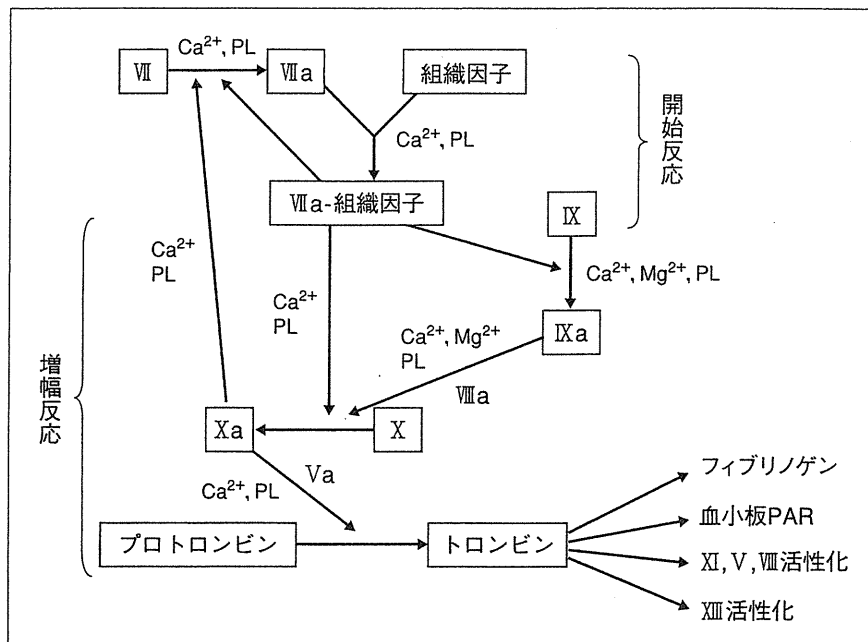 Ca²⁺, PL
Ⅶ
Ⅶa
組織因子
Ca²⁺, PL
開始反応
Ⅶa-組織因子
Ⅸ
Ca²⁺, Mg²⁺, PL
Ca²⁺
PL
Ca²⁺
PL
Ⅸa
Ca²⁺, Mg²⁺
PL
Ⅷa
増幅反応
Ⅹa
Ⅹ
Ⅴa
Ca²⁺, PL
プロトロンビン
トロンビン
フィブリノゲン
血小板PAR
Ⅺ, Ⅴ, Ⅷ活性化
XIII活性化